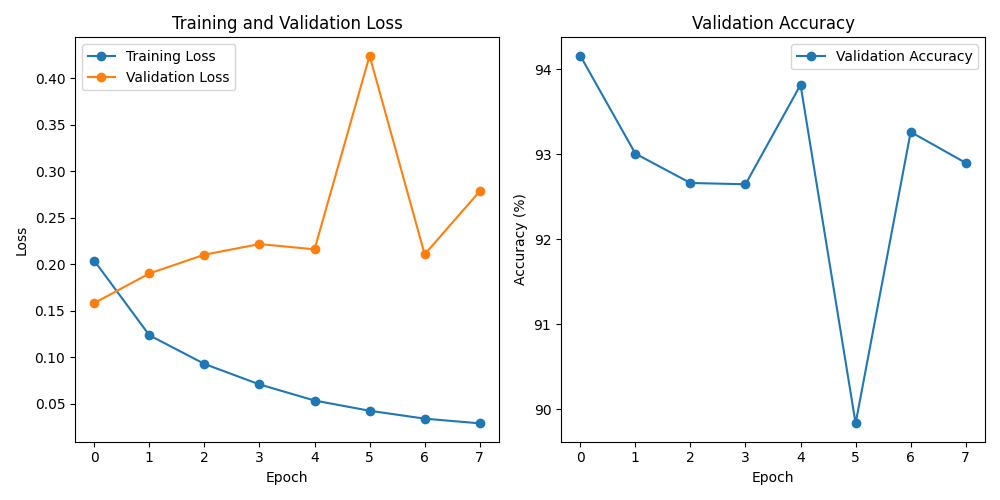 Training and Validation Loss
Training Loss
Validation Loss
0.40
0.35
0.30
0.25
0.20
0.15
0.10
0.05
Loss
0 1 2 3 4 5 6 7
Epoch
Validation Accuracy
Validation Accuracy
94
93
92
91
90
Accuracy (%)
0 1 2 3 4 5 6 7
Epoch